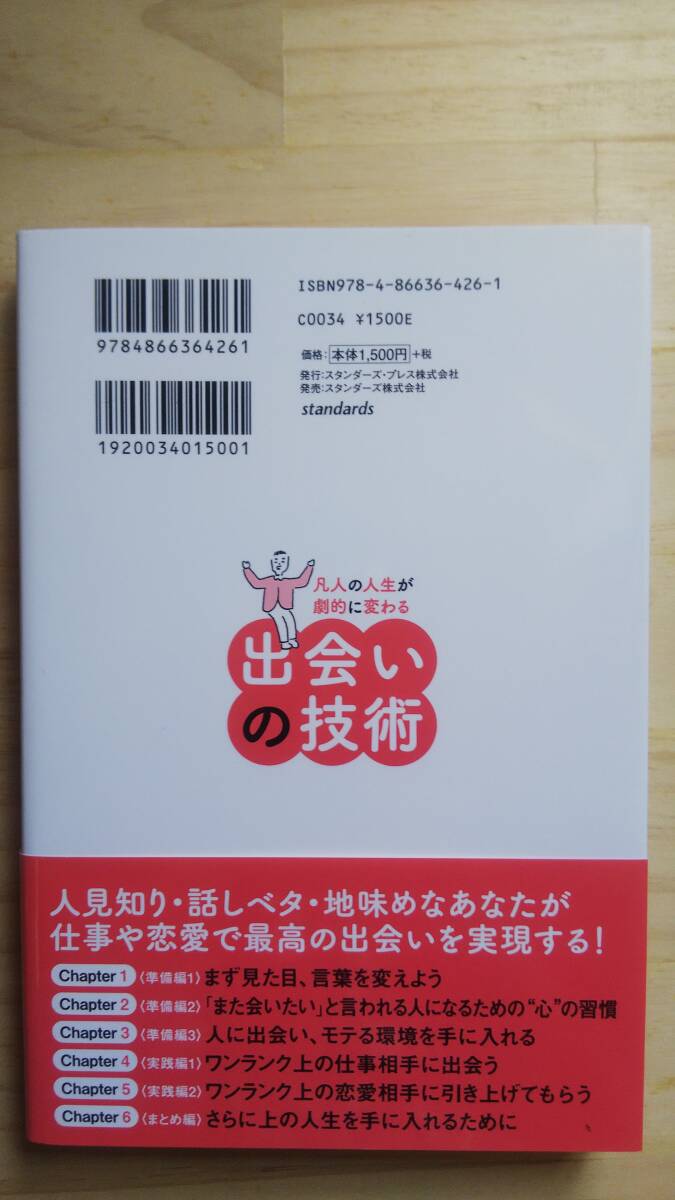 ISBN978-4-86636-426-1
C0034 ¥1500E
9784866364261
価格:本体1,500円+税
発行:スタンダーズ・プレス株式会社
発売:スタンダーズ株式会社
standards
1920034015001
凡人の人生が
劇的に変わる
出会い
の技術
人見知り・話しベタ・地味めなあなたが
仕事や恋愛で最高の出会いを実現する!
Chapter 1〈準備編1〉まず見た目、言葉を変えよう
Chapter 2〈準備編2〉「また会いたい」と言われる人になるための“心”の習慣
Chapter 3〈準備編3〉人に出会い、モテる環境を手に入れる
Chapter 4〈実践編1〉ワンランク上の仕事相手に出会う
Chapter 5〈実践編2〉ワンランク上の恋愛相手に引き上げてもらう
Chapter 6〈まとめ編〉さらに上の人生を手に入れるために